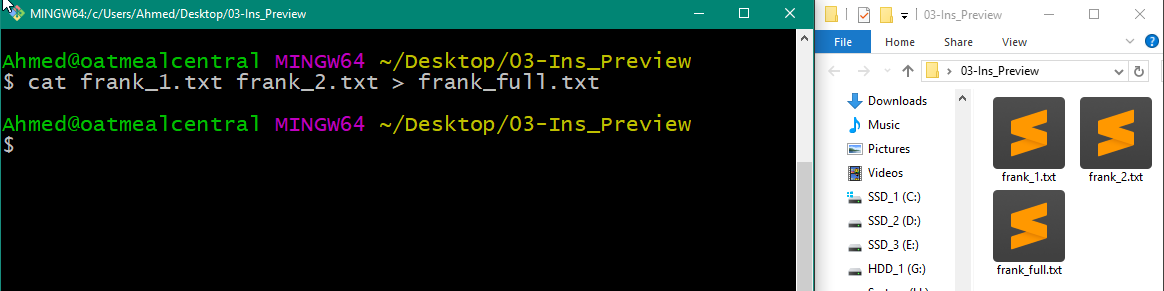 MINGW64:/c/Users/Ahmed/Desktop/03-Ins_Preview
Ahmed@oatmealcentral MINGW64 ~/Desktop/03-Ins_Preview
$ cat frank_1.txt frank_2.txt > frank_full.txt
Ahmed@oatmealcentral MINGW64 ~/Desktop/03-Ins_Preview
$
03-Ins_Preview
File Home Share View
03-Ins_Preview
Downloads
Music
Pictures
Videos
SSD_1 (C:)
SSD_2 (D:)
SSD_3 (E:)
HDD_1 (G:)
frank_1.txt frank_2.txt
frank_full.txt